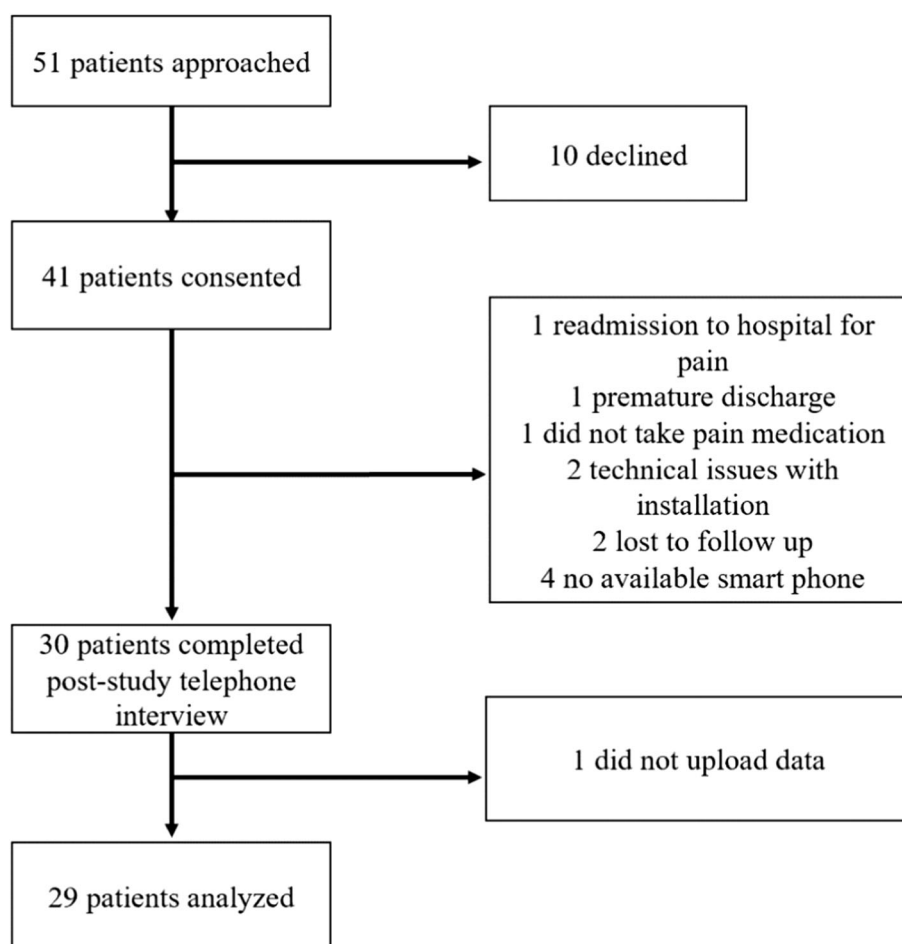 51 patients approached
10 declined
41 patients consented
1 readmission to hospital for
pain
1 premature discharge
1 did not take pain medication
2 technical issues with
installation
2 lost to follow up
4 no available smart phone
30 patients completed
post-study telephone
interview
1 did not upload data
29 patients analyzed